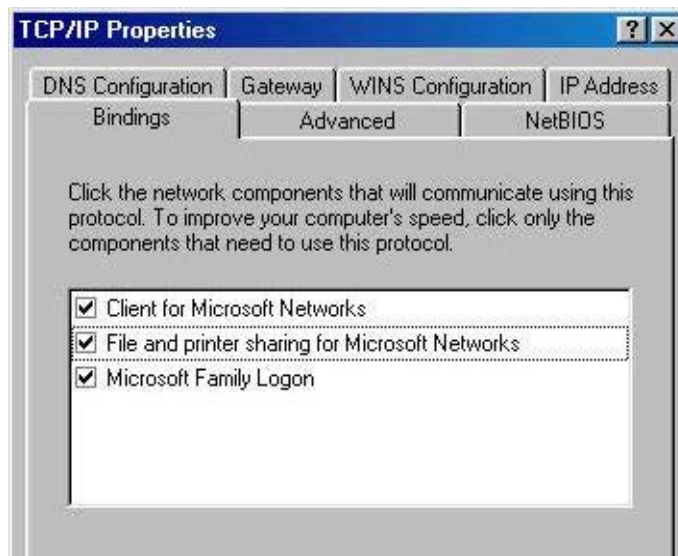 TCP/IP Properties
DNS Configuration Gateway WINS Configuration IP Address
Bindings Advanced NetBIOS
Click the network components that will communicate using this
protocol. To improve your computer's speed, click only the
components that need to use this protocol.
Client for Microsoft Networks
File and printer sharing for Microsoft Networks
Microsoft Family Logon